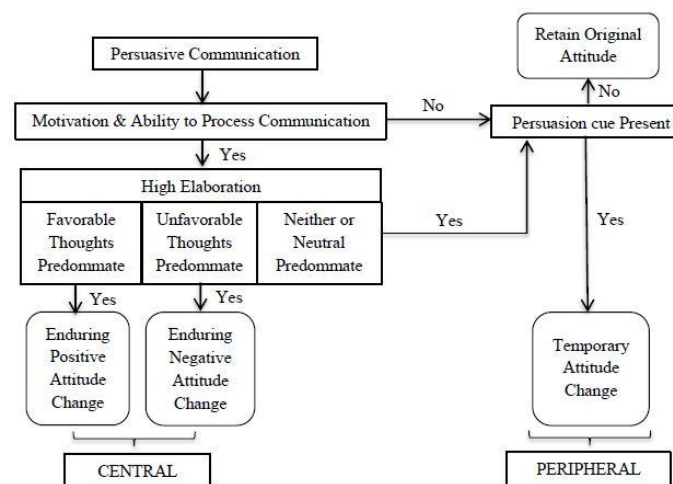 Persuasive Communication
Retain Original
Attitude
No
Motivation & Ability to Process Communication
No
Persuasion cue Present
Yes
High Elaboration
Favorable
Thoughts
Predommate
Unfavorable
Thoughts
Predommate
Neither or
Neutral
Predommate
Yes
Yes
Yes
Yes
Enduring
Positive
Attitude
Change
Enduring
Negative
Attitude
Change
Temporary
Attitude
Change
CENTRAL
PERIPHERAL